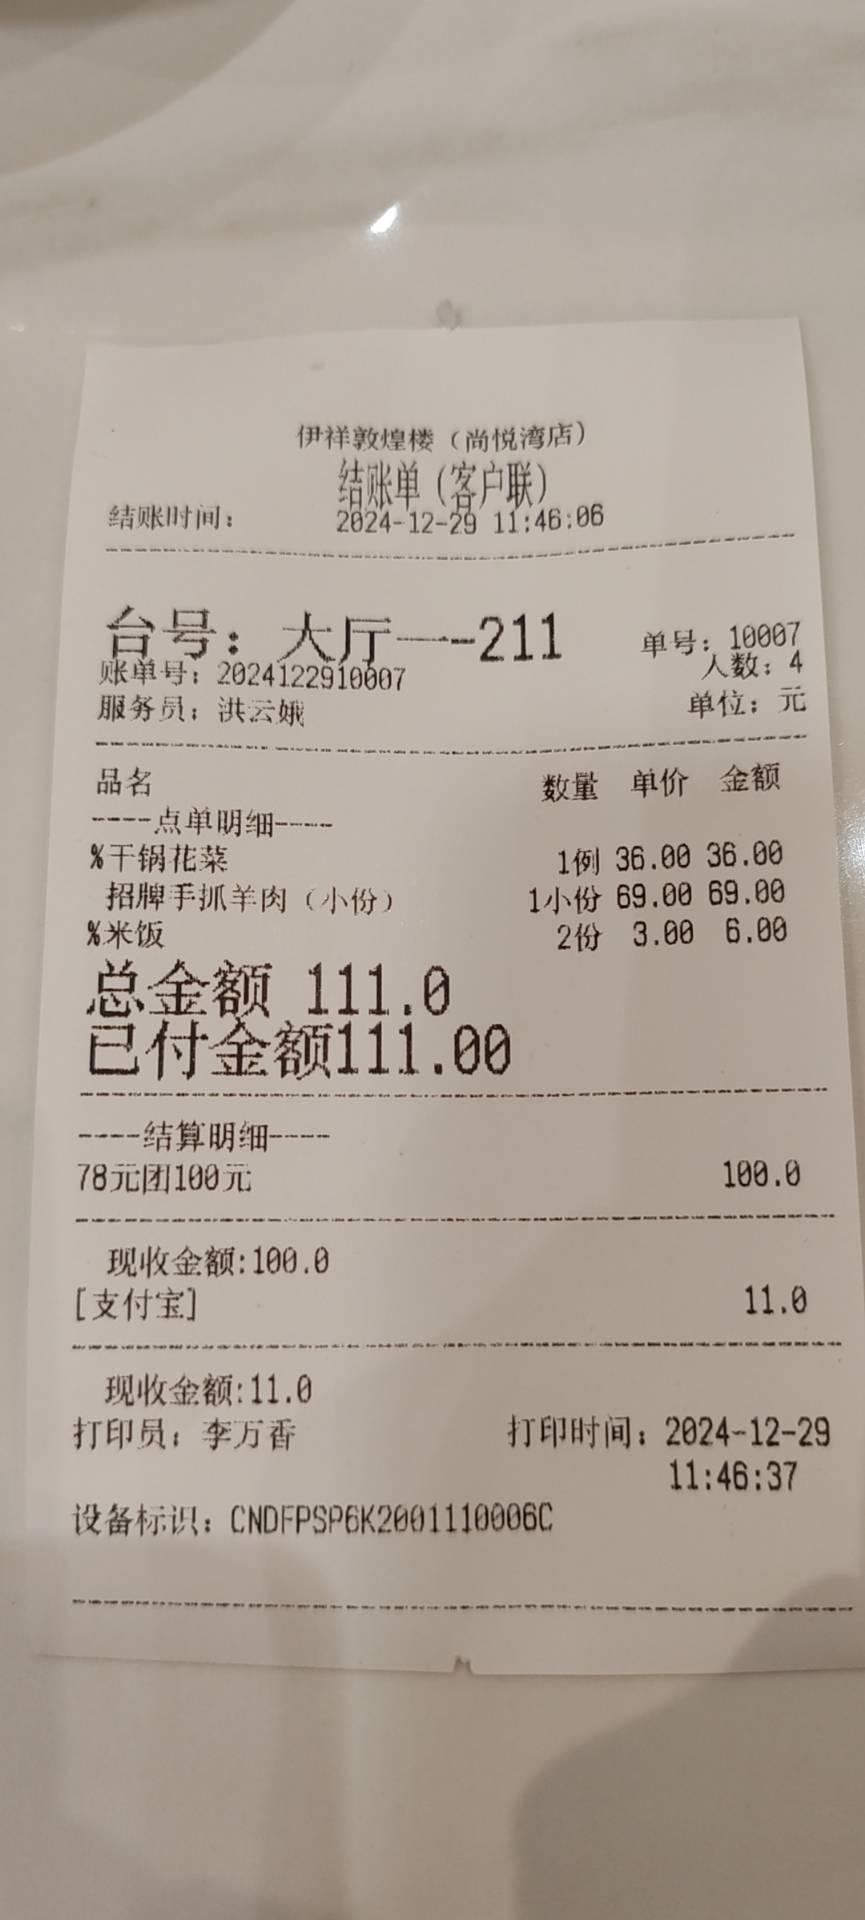 伊祥敦煌楼（尚悦湾店）
结账单（客户联）
结账时间： 2024-12-29 11:46:06
台号：大厅一-211 单号：10007
账单号：2024122910007 人数：4
服务员：洪云娥 单位：元
品名 数量 单价 金额
----点单明细----
%干锅花菜 1例 36.00 36.00
招牌手抓羊肉（小份） 1小份 69.00 69.00
%米饭 2份 3.00 6.00
总金额 111.0
已付金额111.00
----结算明细----
78元团100元 100.0
现收金额:100.0
[支付宝] 11.0
现收金额:11.0
打印员：李万香 打印时间：2024-12-29
11:46:37
设备标识：CNDFPSP6K2001110006C